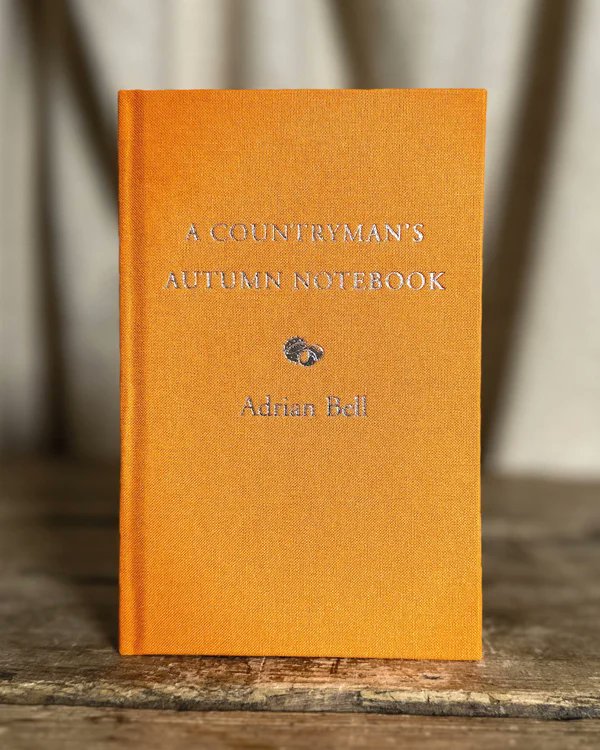 A COUNTRYMAN'S
AUTUMN NOTEBOOK
Adrian Bell